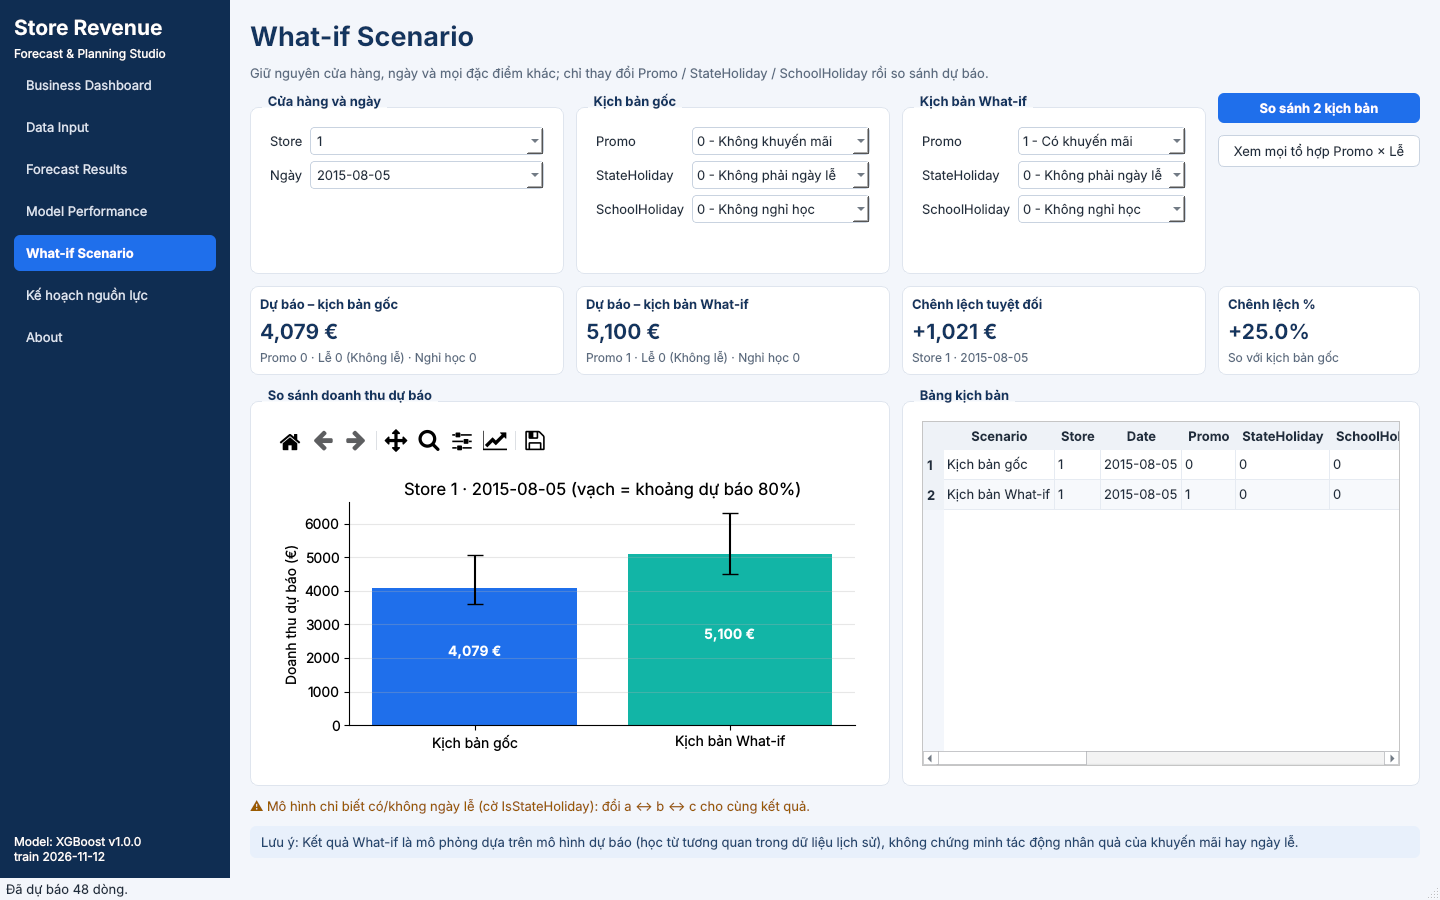 Store Revenue
Forecast & Planning Studio
Business Dashboard
Data Input
Forecast Results
Model Performance
What-if Scenario
Kế hoạch nguồn lực
About
Model: XGBoost v1.0.0
train 2026-11-12
Đã dự báo 48 dòng.
What-if Scenario
Giữ nguyên cửa hàng, ngày và mọi đặc điểm khác; chỉ thay đổi Promo / StateHoliday / SchoolHoliday rồi so sánh dự báo.
Cửa hàng và ngày
Store 1
Ngày 2015-08-05
Kịch bản gốc
Promo 0 - Không khuyến mãi
StateHoliday 0 - Không phải ngày lễ
SchoolHoliday 0 - Không nghỉ học
Kịch bản What-if
Promo 1 - Có khuyến mãi
StateHoliday 0 - Không phải ngày lễ
SchoolHoliday 0 - Không nghỉ học
So sánh 2 kịch bản
Xem mọi tổ hợp Promo × Lễ
Dự báo – kịch bản gốc
4,079 €
Promo 0 · Lễ 0 (Không lễ) · Nghỉ học 0
Dự báo – kịch bản What-if
5,100 €
Promo 1 · Lễ 0 (Không lễ) · Nghỉ học 0
Chênh lệch tuyệt đối
+1,021 €
Store 1 · 2015-08-05
Chênh lệch %
+25.0%
So với kịch bản gốc
So sánh doanh thu dự báo
Store 1 · 2015-08-05 (vạch = khoảng dự báo 80%)
Doanh thu dự báo (€)
6000
5000
4000
3000
2000
1000
0
4,079 €
5,100 €
Kịch bản gốc
Kịch bản What-if
Bảng kịch bản
Scenario Store Date Promo StateHoliday SchoolHol
1 Kịch bản gốc 1 2015-08-05 0 0 0
2 Kịch bản What-if 1 2015-08-05 1 0 0
⚠ Mô hình chỉ biết có/không ngày lễ (cờ IsStateHoliday): đổi a ↔ b ↔ c cho cùng kết quả.
Lưu ý: Kết quả What-if là mô phỏng dựa trên mô hình dự báo (học từ tương quan trong dữ liệu lịch sử), không chứng minh tác động nhân quả của khuyến mãi hay ngày lễ.